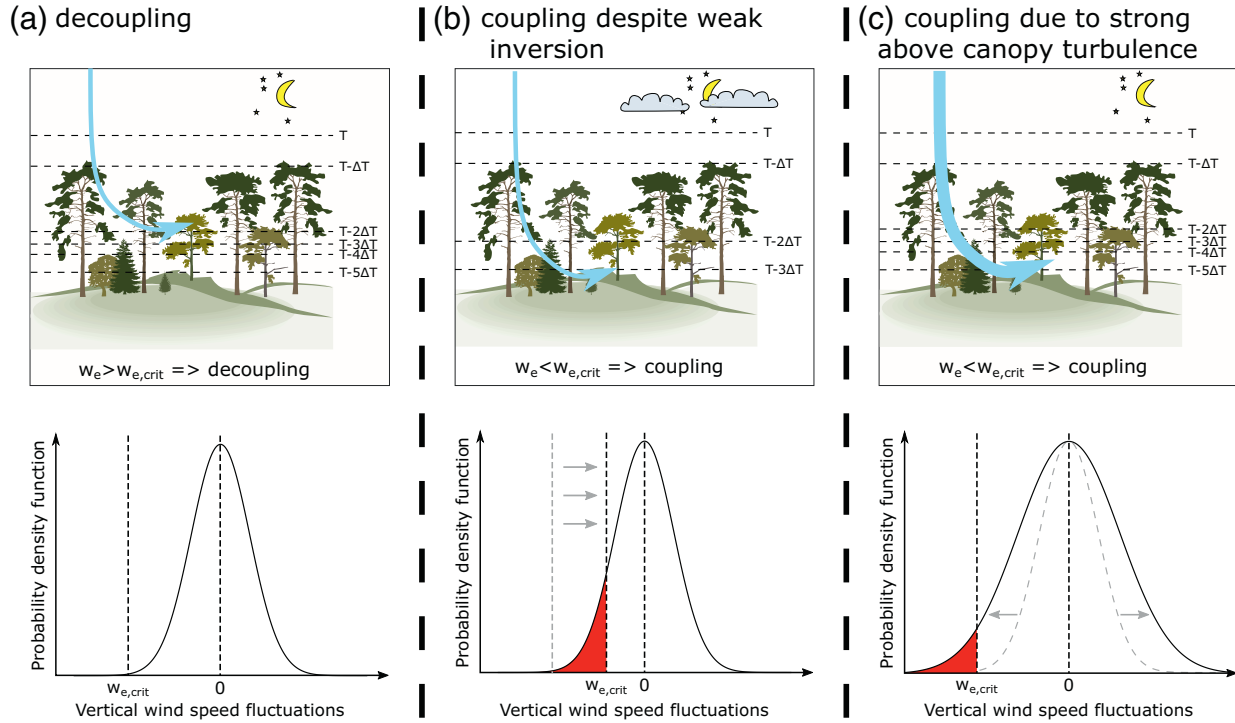 (a) decoupling
T
T-ΔT
T-2ΔT
T-3ΔT
T-4ΔT
T-5ΔT
we>we,crit => decoupling
Probability density function
we,crit
0
Vertical wind speed fluctuations
(b) coupling despite weak
inversion
T
T-ΔT
T-2ΔT
T-3ΔT
we<we,crit => coupling
Probability density function
we,crit
0
Vertical wind speed fluctuations
(c) coupling due to strong
above canopy turbulence
T
T-ΔT
T-2ΔT
T-3ΔT
T-4ΔT
T-5ΔT
we<we,crit => coupling
Probability density function
we,crit
0
Vertical wind speed fluctuations